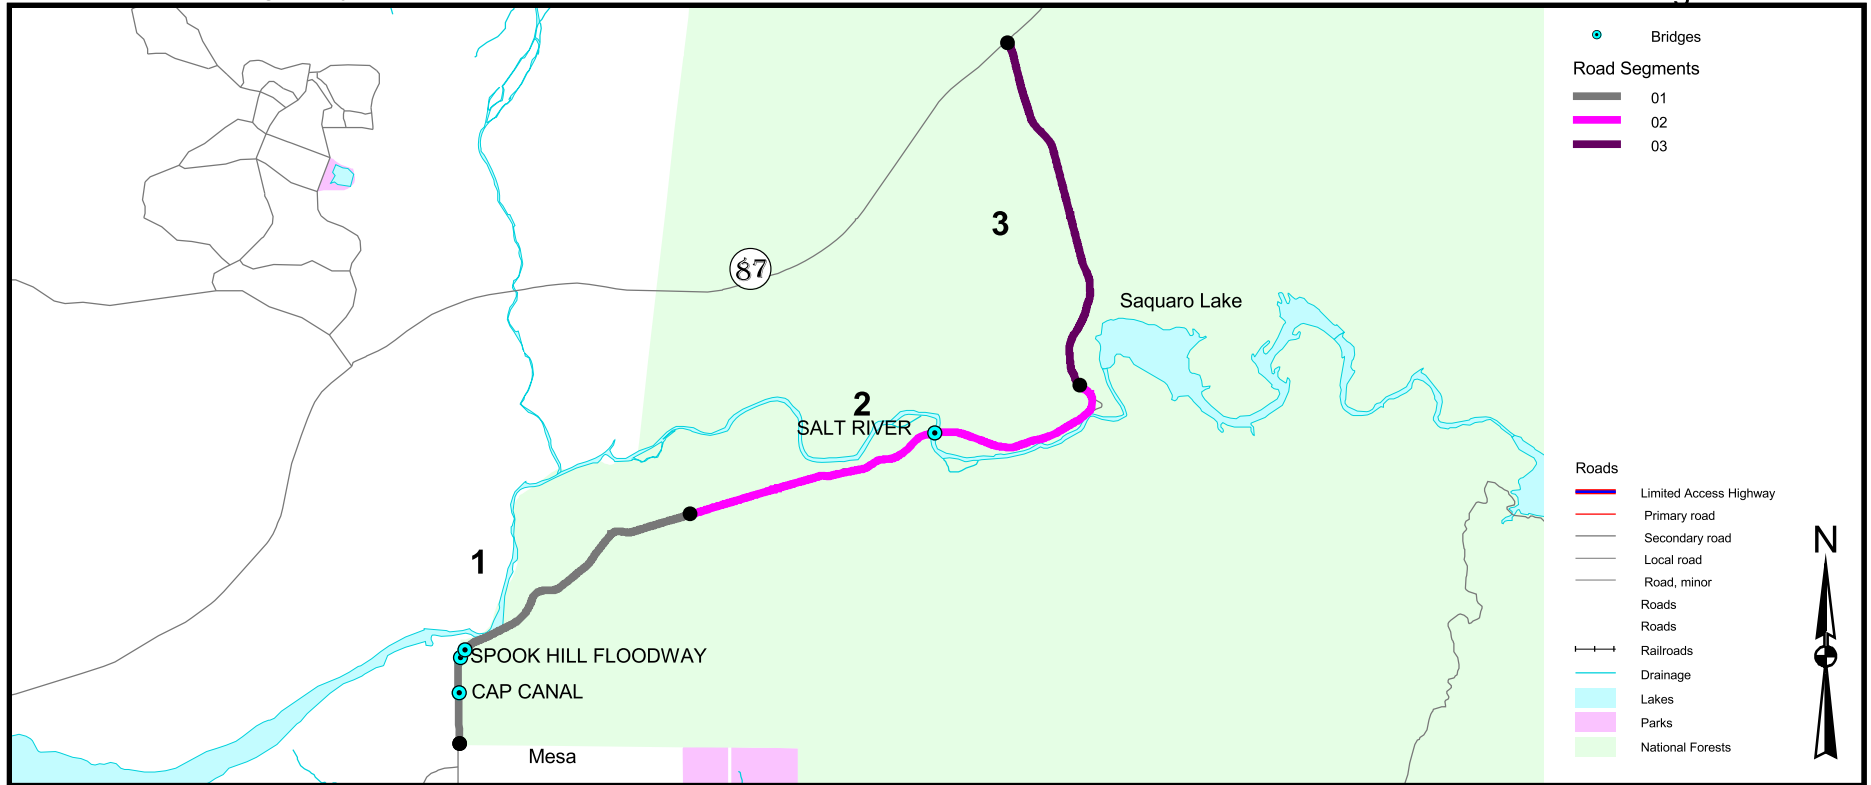 Bridges
Road Segments
01
02
03
3
87
Saquaro Lake
2
SALT RIVER
1
SPOOK HILL FLOODWAY
CAP CANAL
Mesa
Roads
Limited Access Highway
Primary road
Secondary road
Local road
Road, minor
Roads
Roads
Railroads
Drainage
Lakes
Parks
National Forests
N